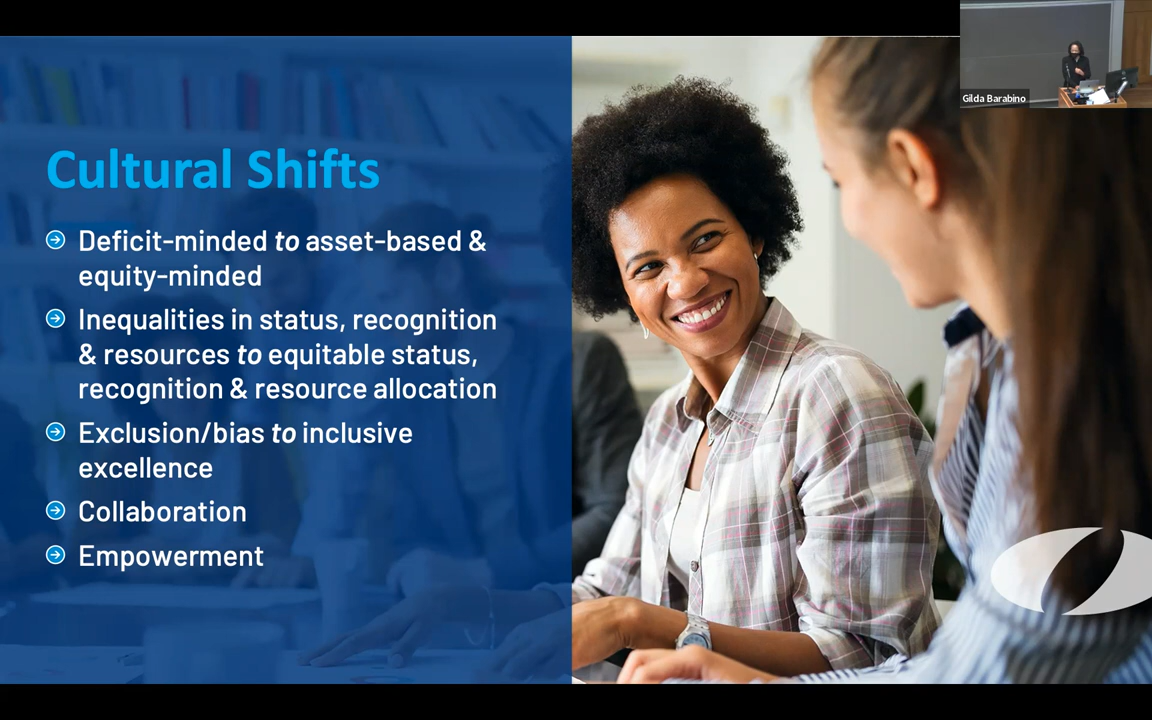 Gilda Barabino
Cultural Shifts
Deficit-minded to asset-based &
equity-minded
Inequalities in status, recognition
& resources to equitable status,
recognition & resource allocation
Exclusion/bias to inclusive
excellence
Collaboration
Empowerment